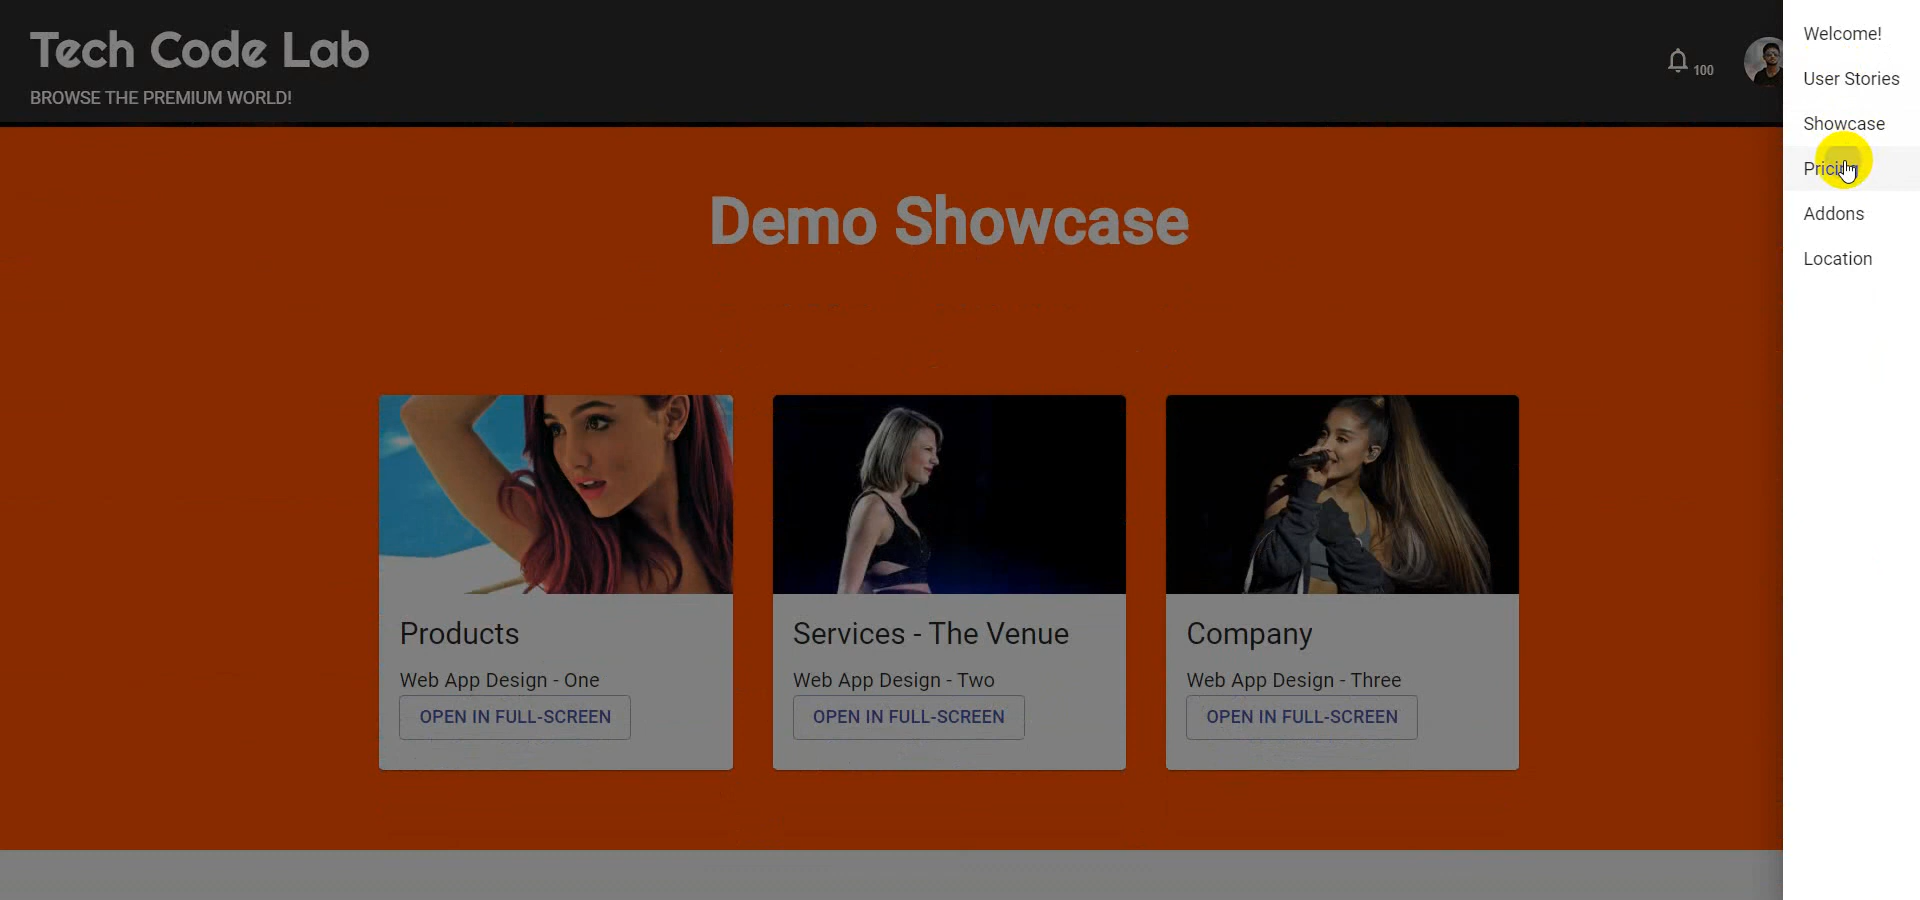 Tech Code Lab
BROWSE THE PREMIUM WORLD!
100
Welcome!
User Stories
Showcase
Pricing
Addons
Location
Demo Showcase
Products
Web App Design - One
OPEN IN FULL-SCREEN
Services - The Venue
Web App Design - Two
OPEN IN FULL-SCREEN
Company
Web App Design - Three
OPEN IN FULL-SCREEN